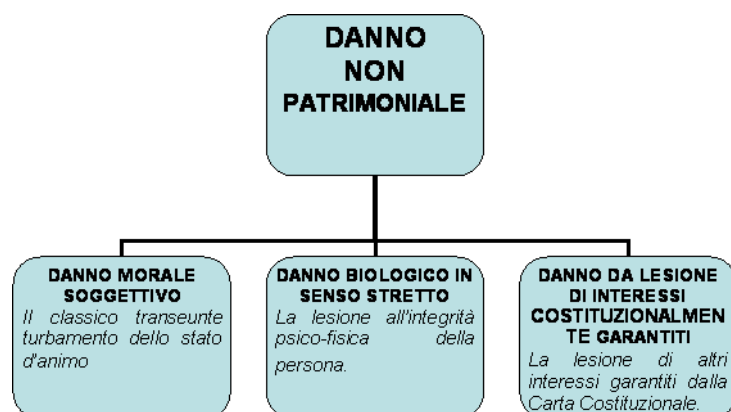 DANNO
NON
PATRIMONIALE
DANNO MORALE
SOGGETTIVO
Il classico transeunte
turbamento dello stato
d'animo
DANNO BIOLOGICO IN
SENSO STRETTO
La lesione all'integrità
psico-fisica della
persona.
DANNO DA LESIONE
DI INTERESSI
COSTITUZIONALMEN
TE GARANTITI
La lesione di altri
interessi garantiti dalla
Carta Costituzionale.